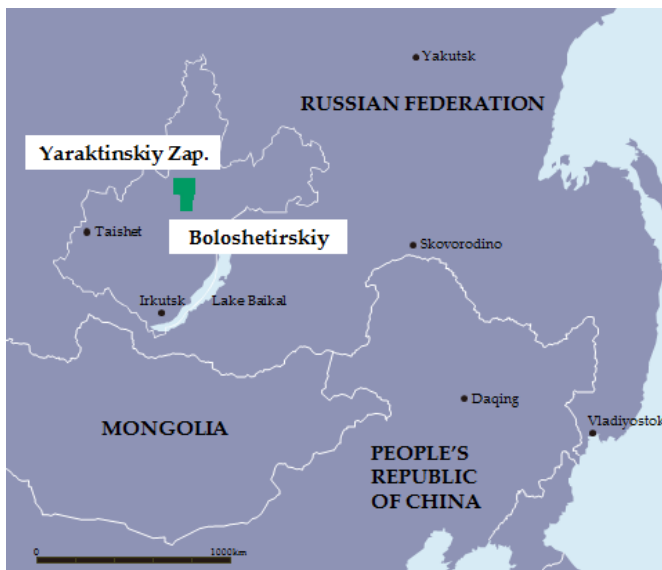 Yakutsk
RUSSIAN FEDERATION
Yaraktinskiy Zap.
Taishet
Boloshetirskiy
Skovorodino
Irkutsk
Lake Baikal
Daqing
Vladiyostok
MONGOLIA
PEOPLE'S
REPUBLIC
OF CHINA
0
1000km